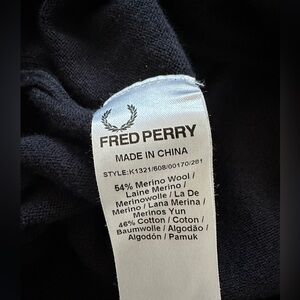 FRED PERRY
MADE IN CHINA
STYLE:K1321/608/00170/281
54% Merino Wool /
Laine Merino /
Merinowolle / La De
Merino / Lana Merina /
Merinos Yun
46% Cotton / Coton /
Baumwolle / Algodão /
Algodón / Pamuk